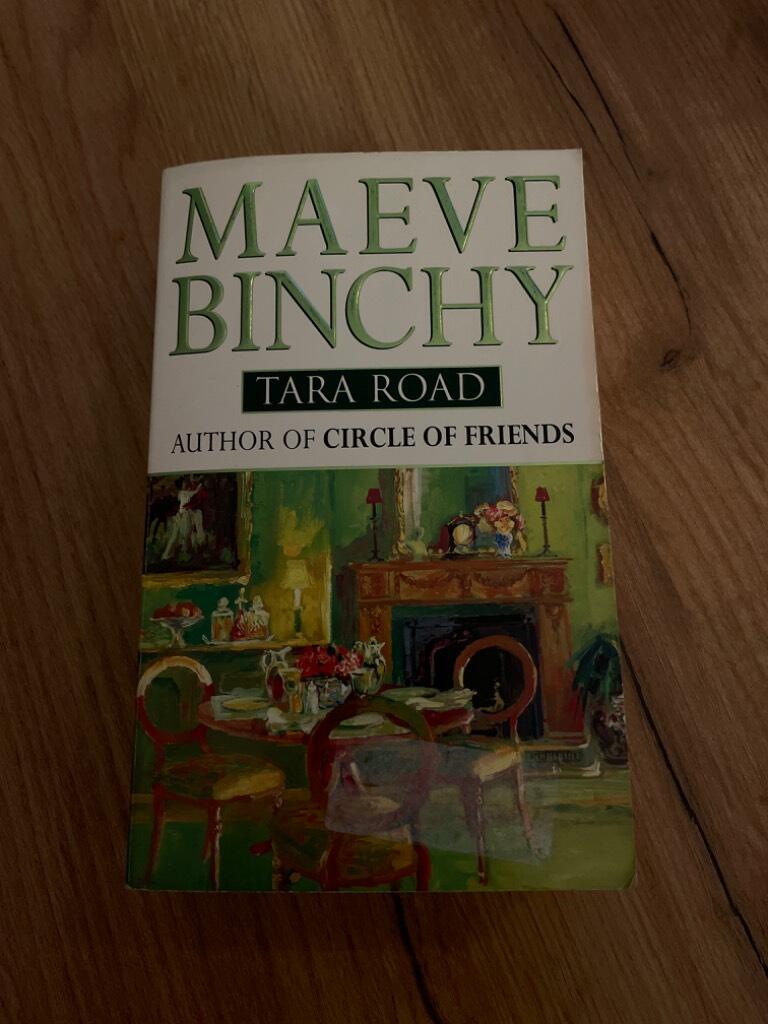 MAEVE
BINCHY
TARA ROAD
AUTHOR OF CIRCLE OF FRIENDS